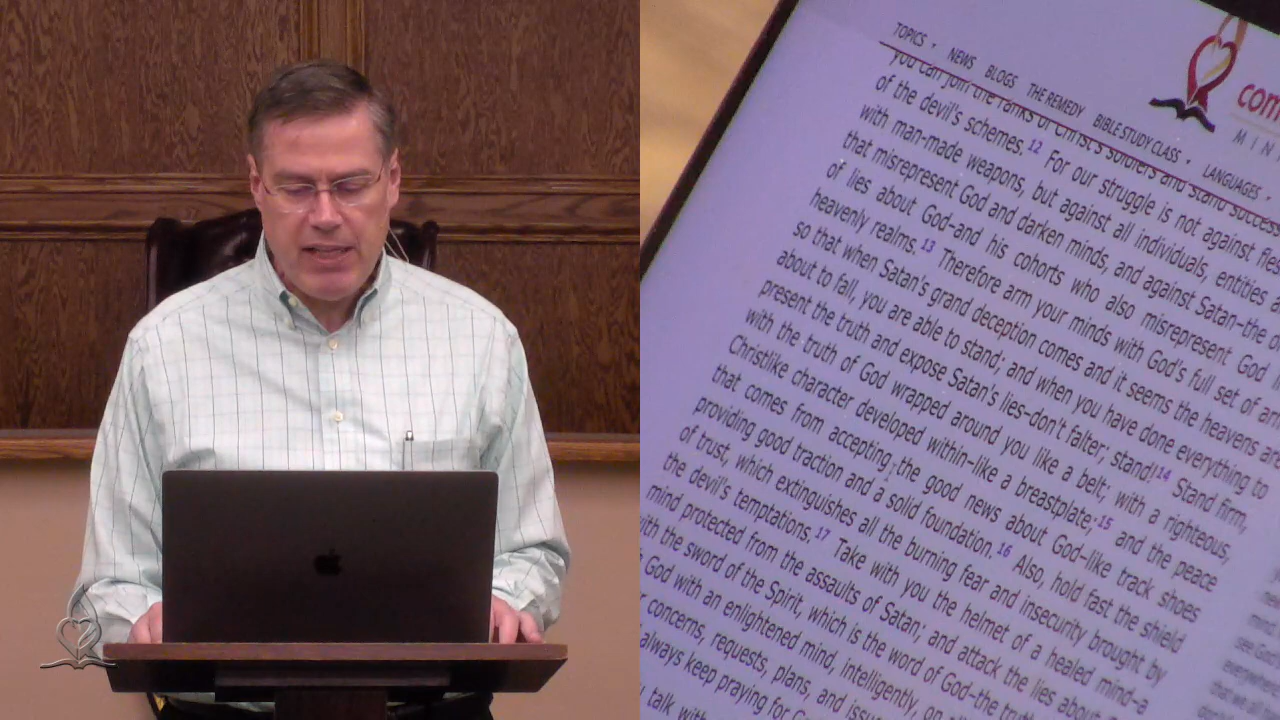 TOPICS NEWS BLOGS THE REMEDY BIBLE STUDY CLASS LANGUAGES
com
MIN
you can join the ranks of Christ's soldiers and stand success
of the devil's schemes. 12 For our struggle is not against fles
with man-made weapons, but against all individuals, entities
that misrepresent God and darken minds, and against Satan–the
of lies about God–and his cohorts who also misrepresent God
heavenly realms. 13 Therefore arm your minds with God's full set of
so that when Satan's grand deception comes and it seems the heavens are
about to fall, you are able to stand; and when you have done everything to
present the truth and expose Satan's lies–don't falter; stand! 14 Stand firm,
with the truth of God wrapped around you like a belt; with a righteous,
Christlike character developed within–like a breastplate; 15 and the peace
that comes from accepting the good news about God–like track shoes
providing good traction and a solid foundation. 16 Also, hold fast the shield
of trust, which extinguishes all the burning fear and insecurity brought by
the devil's temptations. 17 Take with you the helmet of a healed mind–a
mind protected from the assaults of Satan; and attack the lies about
the sword of the Spirit, which is the word of God–the
God with an enlightened mind, intelligently, on
concerns, requests, plans, and
always keep praying for
talk